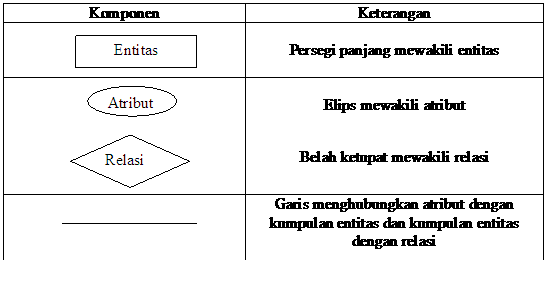 Komponen Keterangan
Entitas Persegi panjang mewakili entitas
Atribut Elips mewakili atribut
Relasi Belah ketupat mewakili relasi
Garis menghubungkan atribut dengan
kumpulan entitas dan kumpulan entitas
dengan relasi